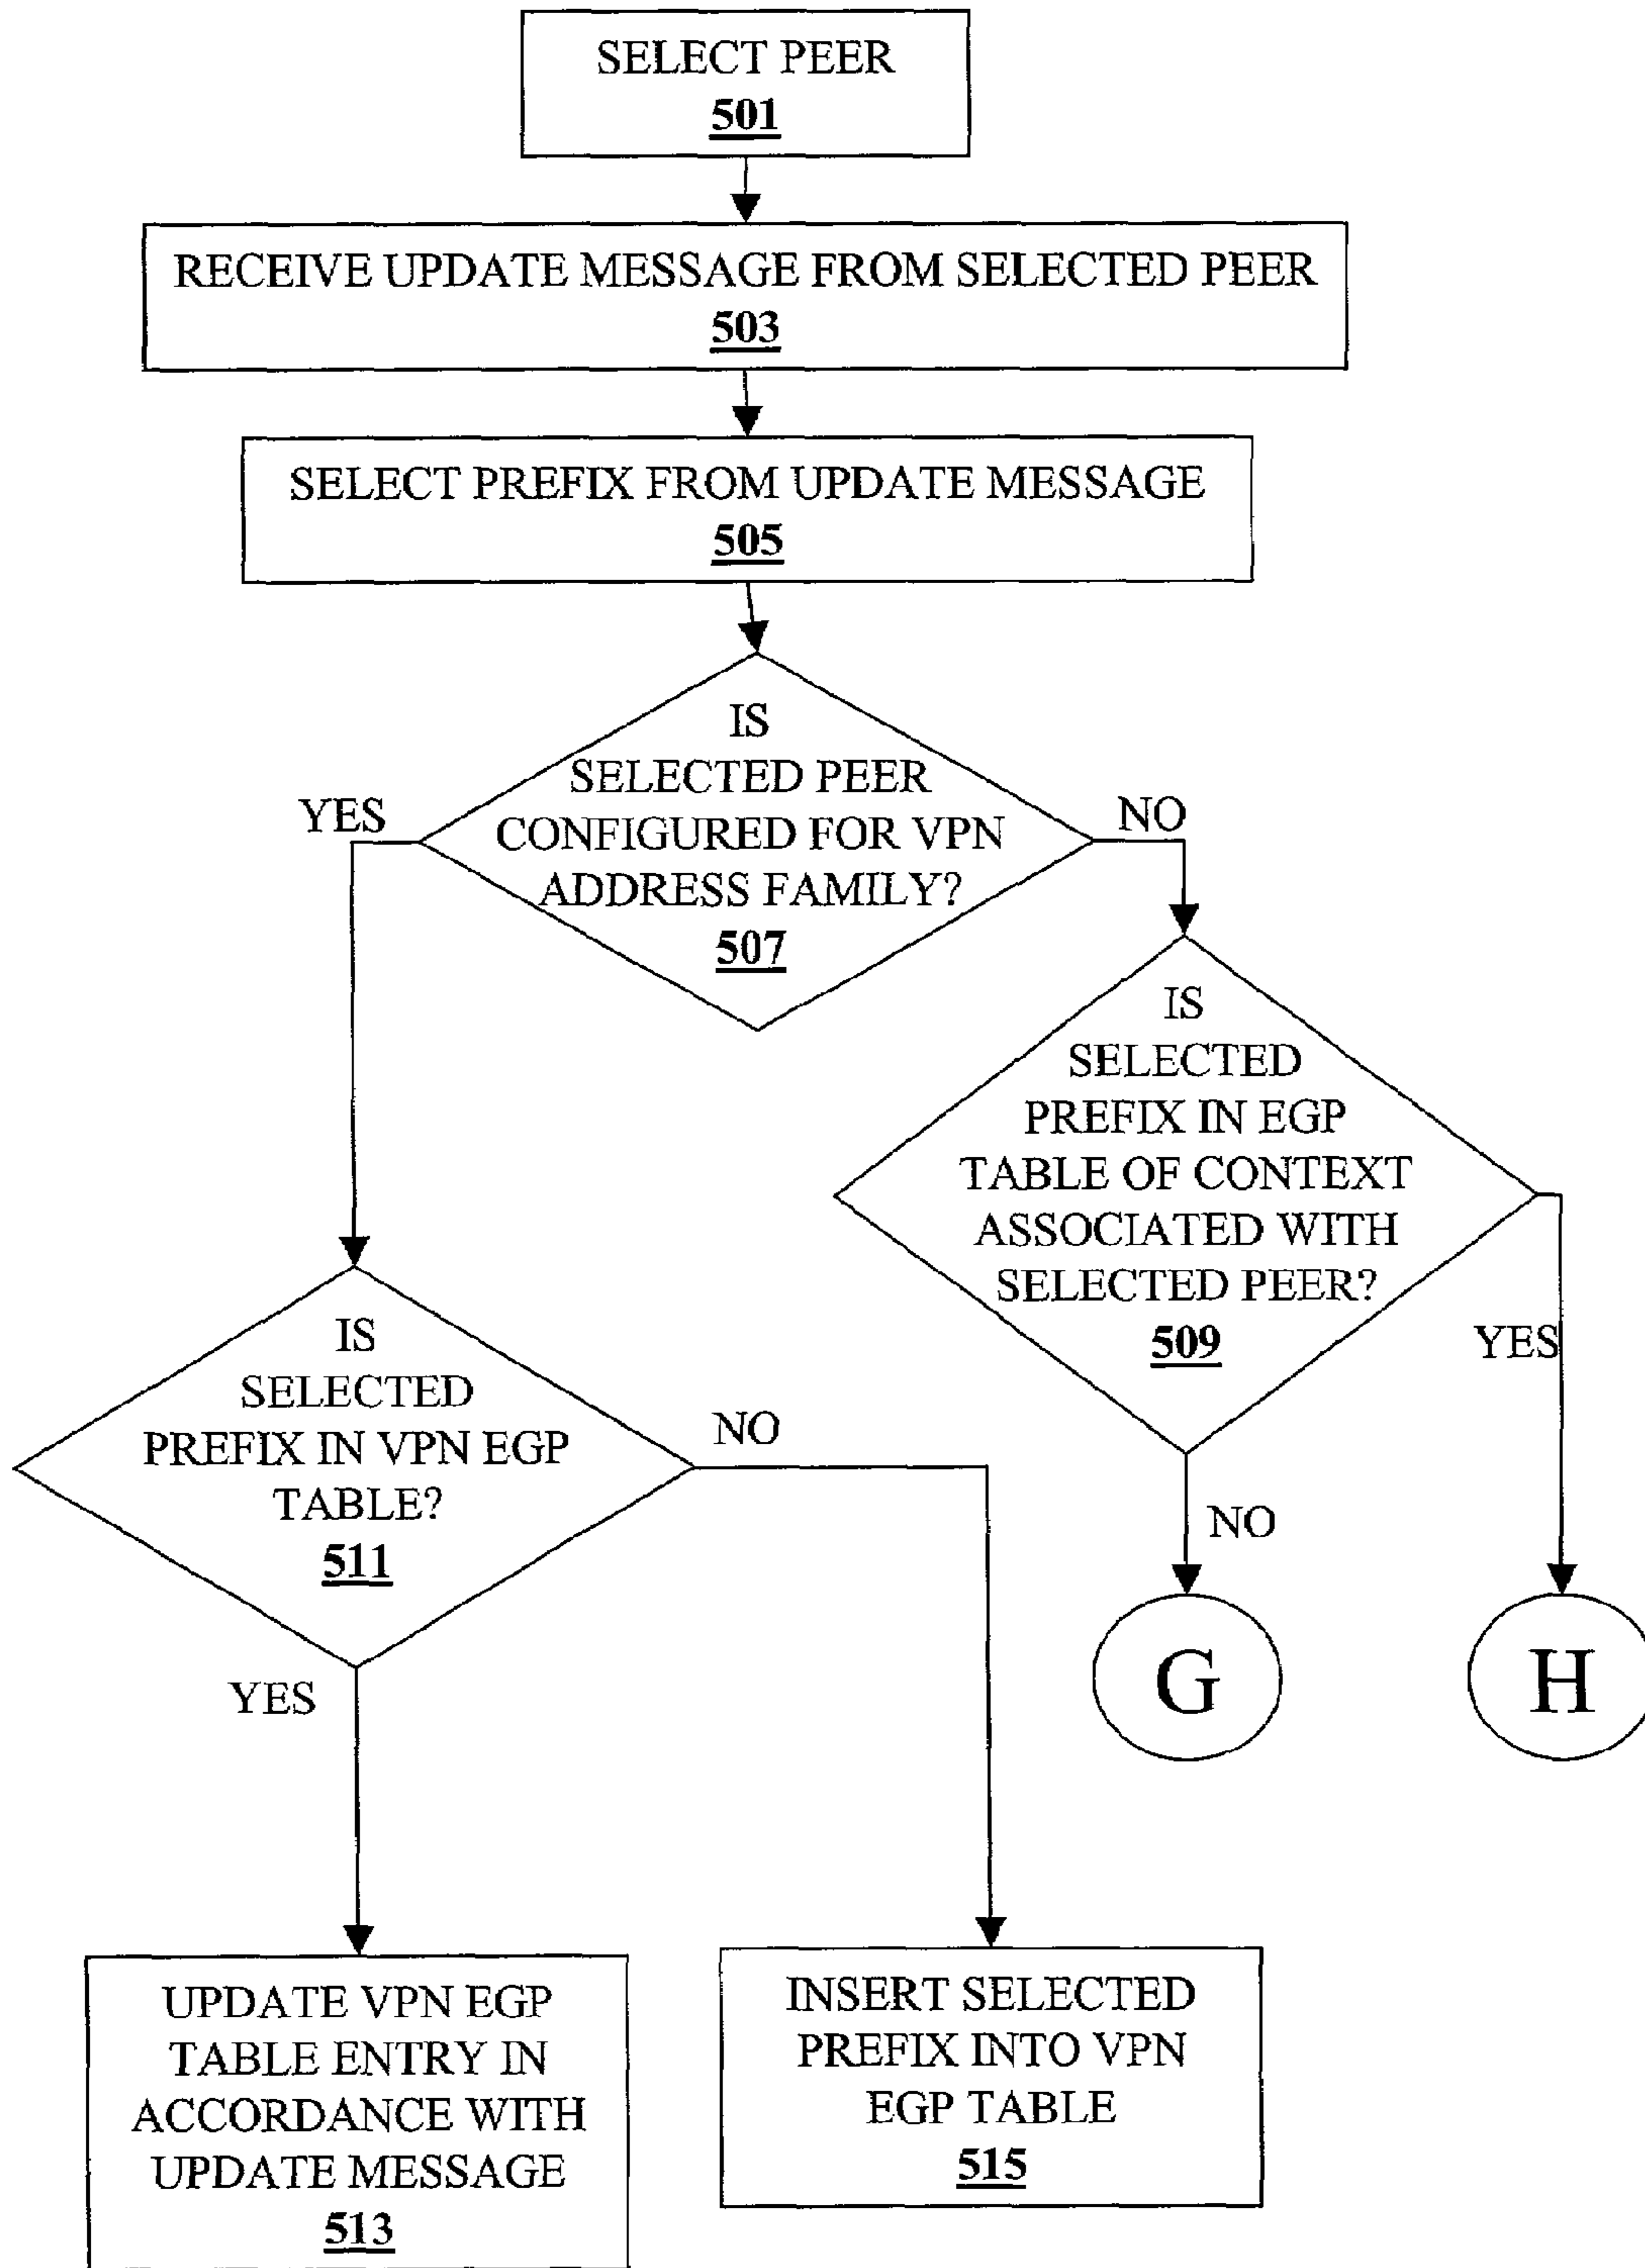 SELECT PEER
501
RECEIVE UPDATE MESSAGE FROM SELECTED PEER
503
SELECT PREFIX FROM UPDATE MESSAGE
505
IS
SELECTED PEER
CONFIGURED FOR VPN
ADDRESS FAMILY?
507
YES
NO
IS
SELECTED
PREFIX IN EGP
TABLE OF CONTEXT
ASSOCIATED WITH
SELECTED PEER?
509
YES
NO
IS
SELECTED
PREFIX IN VPN EGP
TABLE?
511
NO
YES
G
H
UPDATE VPN EGP
TABLE ENTRY IN
ACCORDANCE WITH
UPDATE MESSAGE
513
INSERT SELECTED
PREFIX INTO VPN
EGP TABLE
515